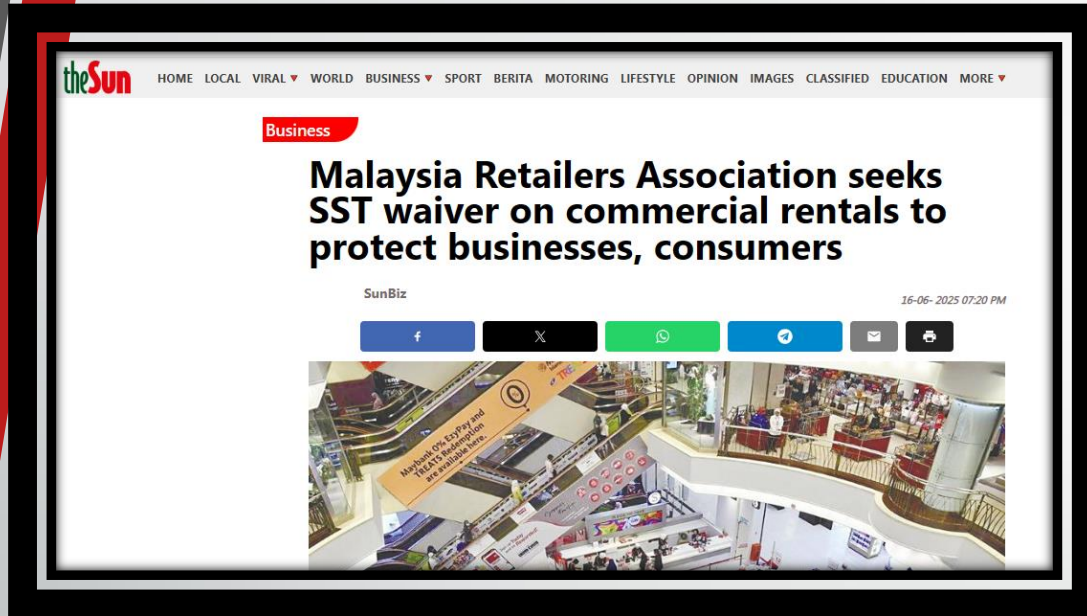 theSun HOME LOCAL VIRAL WORLD BUSINESS SPORT BERITA MOTORING LIFESTYLE OPINION IMAGES CLASSIFIED EDUCATION MORE
Business
Malaysia Retailers Association seeks
SST waiver on commercial rentals to
protect businesses, consumers
SunBiz
16-06- 2025 07:20 PM
Maybank 0% EzyPay and
TREATS Redemption
are available here.